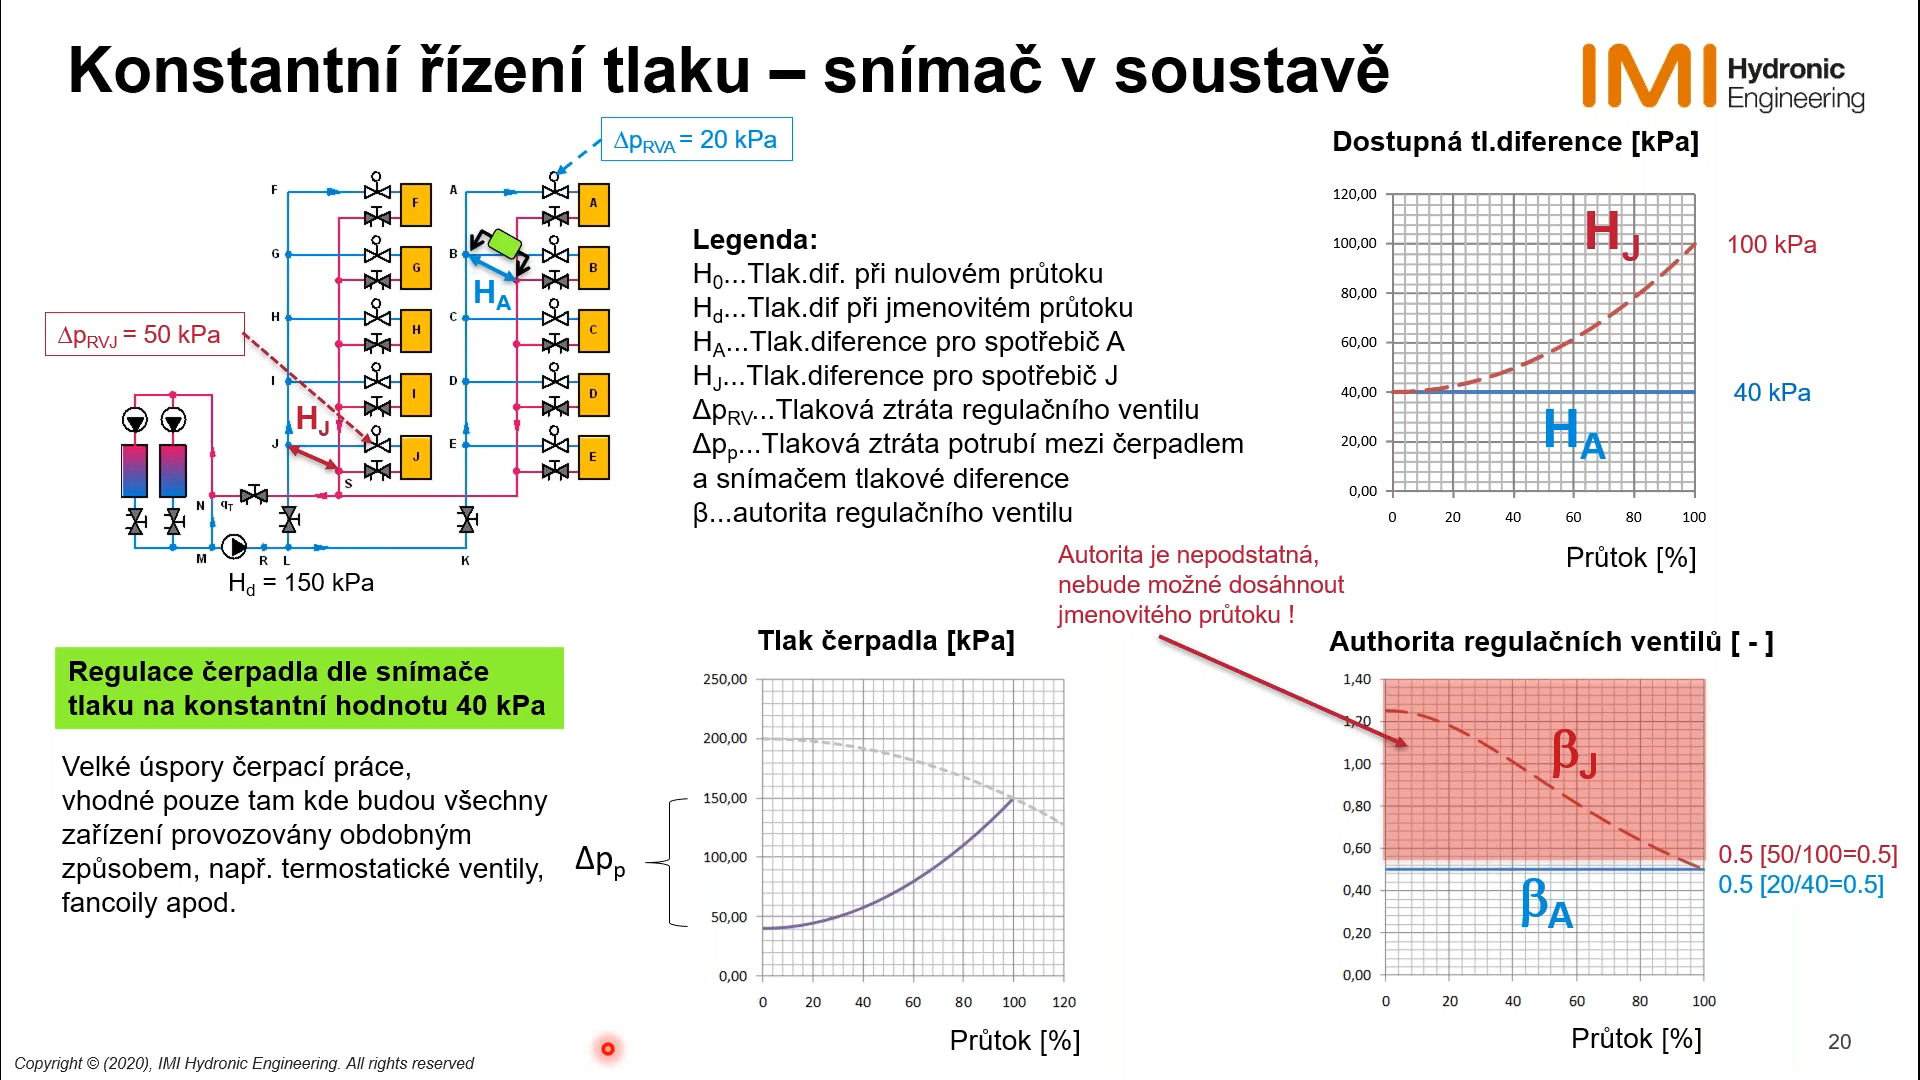 Konstantní řízení tlaku – snímač v soustavě
IMI Hydronic
Engineering
ΔpRVA = 20 kPa
ΔpRVJ = 50 kPa
F
G
H
I
J
A
B
C
D
E
F
G
H
I
J
A
B
C
D
E
HA
HJ
S
N
qT
M
R
L
K
Hd = 150 kPa
Legenda:
H0...Tlak.dif. při nulovém průtoku
Hd...Tlak.dif při jmenovitém průtoku
HA...Tlak.diference pro spotřebič A
HJ...Tlak.diference pro spotřebič J
ΔpRV...Tlaková ztráta regulačního ventilu
Δpp...Tlaková ztráta potrubí mezi čerpadlem
a snímačem tlakové diference
β...autorita regulačního ventilu
Dostupná tl.diference [kPa]
120,00
100,00
80,00
60,00
40,00
20,00
0,00
0 20 40 60 80 100
HJ
HA
100 kPa
40 kPa
Průtok [%]
Regulace čerpadla dle snímače
tlaku na konstantní hodnotu 40 kPa
Velké úspory čerpací práce,
vhodné pouze tam kde budou všechny
zařízení provozovány obdobným
způsobem, např. termostatické ventily,
fancoily apod.
Tlak čerpadla [kPa]
250,00
200,00
150,00
100,00
50,00
0,00
0 20 40 60 80 100 120
Δpp
Průtok [%]
Autorita je nepodstatná,
nebude možné dosáhnout
jmenovitého průtoku !
Authorita regulačních ventilů [ - ]
1,40
1,20
1,00
0,80
0,60
0,40
0,20
0,00
0 20 40 60 80 100
βJ
βA
0.5 [50/100=0.5]
0.5 [20/40=0.5]
Průtok [%]
Copyright © (2020), IMI Hydronic Engineering. All rights reserved
20